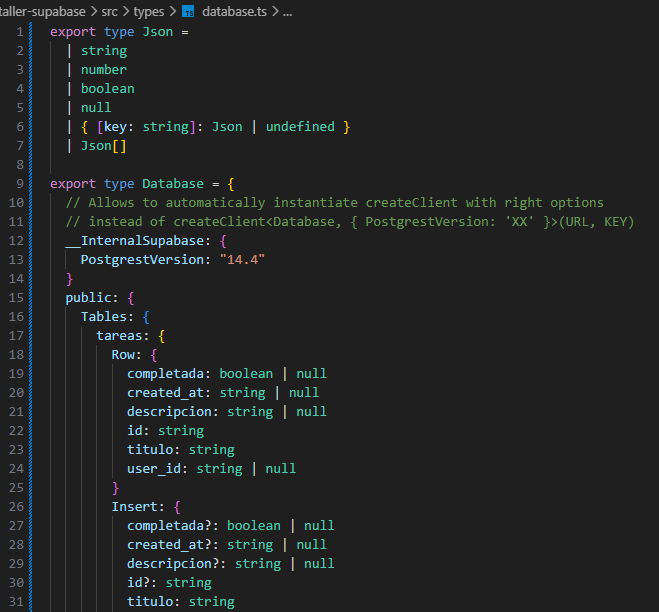 taller-supabase > src > types > TS database.ts > ...
1 export type Json =
2 | string
3 | number
4 | boolean
5 | null
6 | { [key: string]: Json | undefined }
7 | Json[]
8
9 export type Database = {
10 // Allows to automatically instantiate createClient with right options
11 // instead of createClient<Database, { PostgrestVersion: 'XX' }>(URL, KEY)
12 __InternalSupabase: {
13 PostgrestVersion: "14.4"
14 }
15 public: {
16 Tables: {
17 tareas: {
18 Row: {
19 completada: boolean | null
20 created_at: string | null
21 descripcion: string | null
22 id: string
23 titulo: string
24 user_id: string | null
25 }
26 Insert: {
27 completada?: boolean | null
28 created_at?: string | null
29 descripcion?: string | null
30 id?: string
31 titulo: string